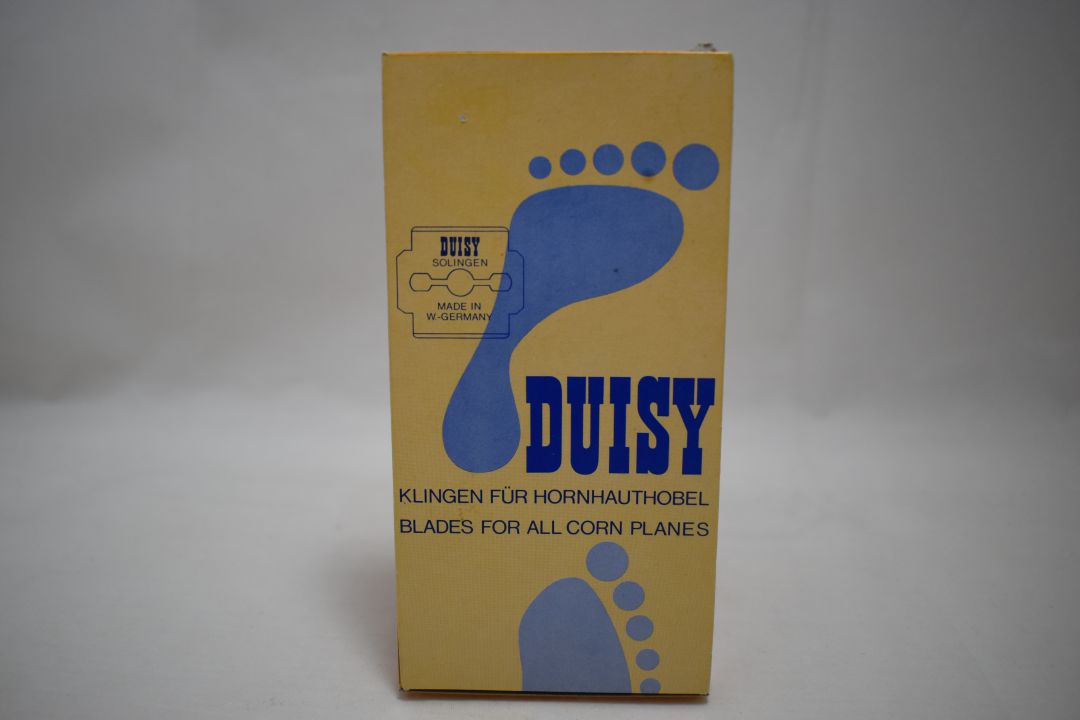 DUISY
SOLINGEN
MADE IN
W.-GERMANY
DUISY
KLINGEN FÜR HORNHAUTHOBEL
BLADES FOR ALL CORN PLANES